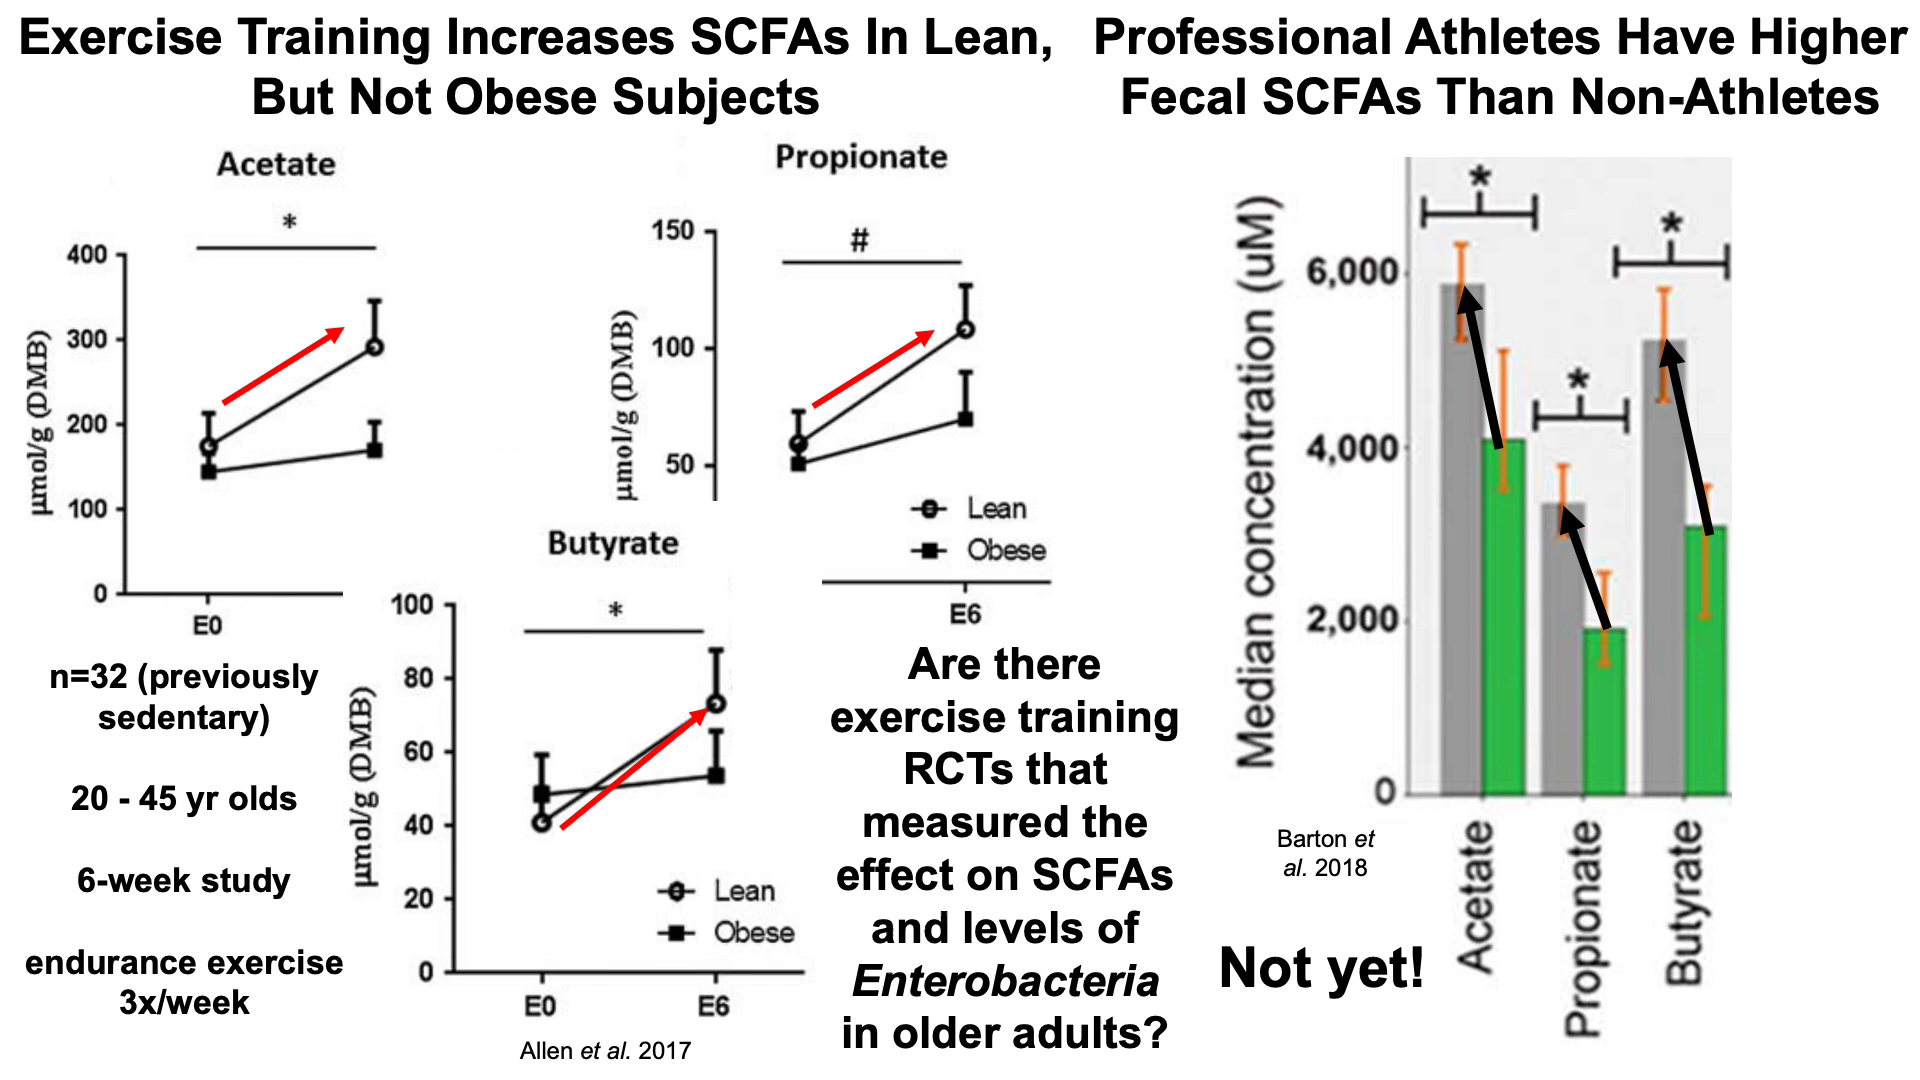 Exercise Training Increases SCFAs In Lean,
But Not Obese Subjects
Acetate
*
400
300
200
100
0
µmol/g (DMB)
E0
Propionate
#
150
100
50
µmol/g (DMB)
Lean
Obese
E6
Butyrate
*
100
80
60
40
20
0
µmol/g (DMB)
Lean
Obese
E0
E6
Allen et al. 2017
n=32 (previously
sedentary)
20 - 45 yr olds
6-week study
endurance exercise
3x/week
Are there
exercise training
RCTs that
measured the
effect on SCFAs
and levels of
Enterobacteria
in older adults?
Professional Athletes Have Higher
Fecal SCFAs Than Non-Athletes
Median concentration (uM)
6,000
4,000
2,000
0
*
*
*
Acetate
Propionate
Butyrate
Barton et
al. 2018
Not yet!